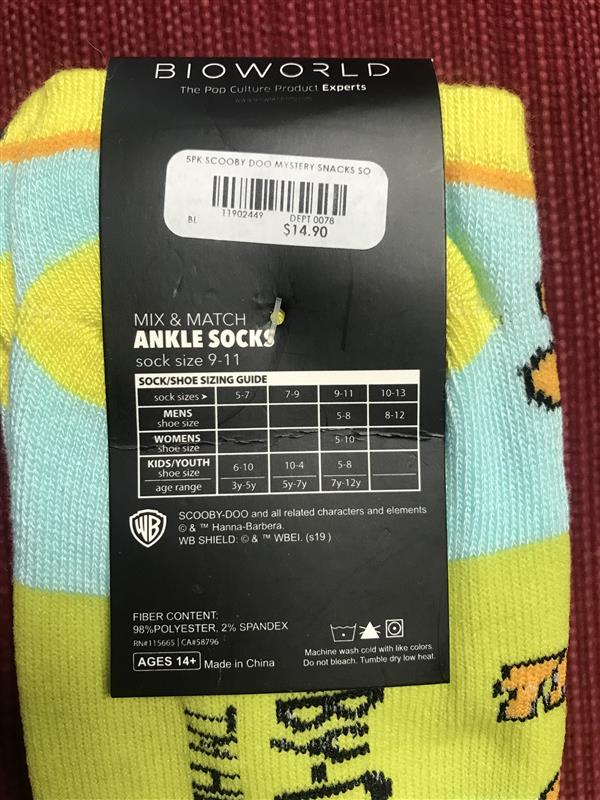 BIOWORLD
The Pop Culture Product Experts
5PK SCOOBY DOO MYSTERY SNACKS SO
11902449
BL DEPT 0078
$14.90
MIX & MATCH
ANKLE SOCKS
sock size 9-11
SOCK/SHOE SIZING GUIDE
sock sizes > 5-7 7-9 9-11 10-13
MENS shoe size 5-8 8-12
WOMENS shoe size 5-10
KIDS/YOUTH shoe size 6-10 10-4 5-8
age range 3y-5y 5y-7y 7y-12y
WB
SCOOBY-DOO and all related characters and elements
© & ™ Hanna-Barbera.
WB SHIELD: © & ™ WBEI. (s19)
FIBER CONTENT:
98%POLYESTER, 2% SPANDEX
RN#115665 | CA#58796
AGES 14+ Made in China
Machine wash cold with like colors.
Do not bleach. Tumble dry low heat.